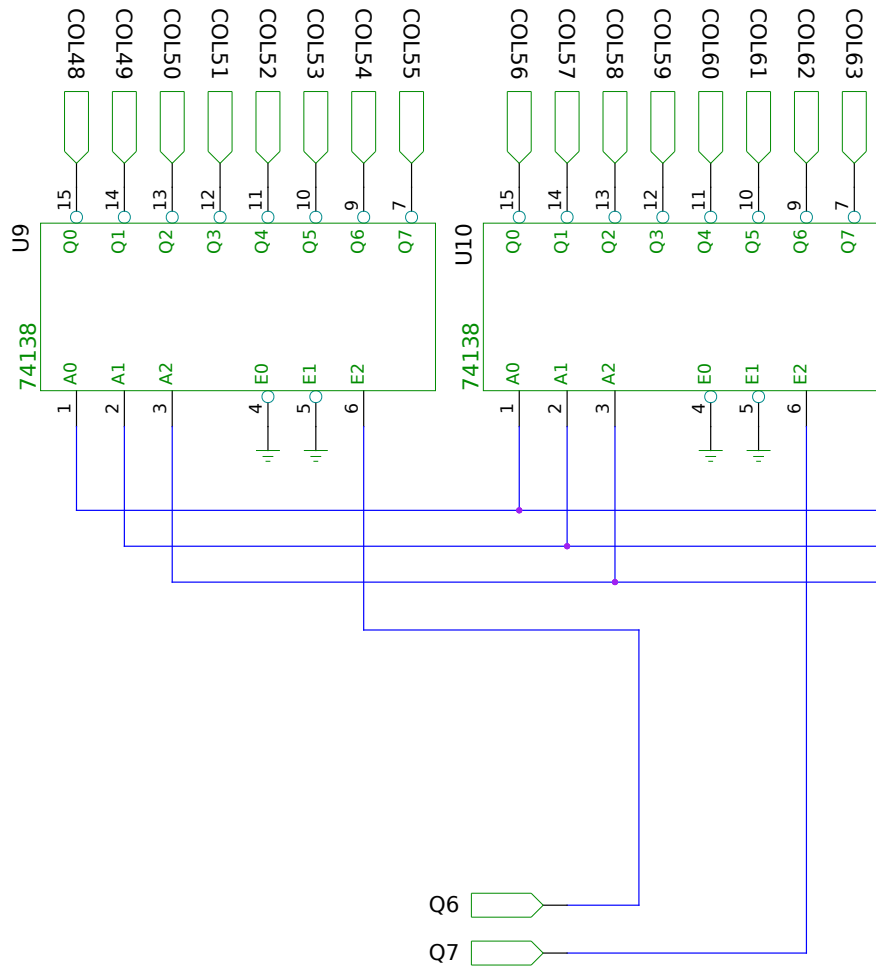 COL48 COL49 COL50 COL51 COL52 COL53 COL54 COL55 COL56 COL57 COL58 COL59 COL60 COL61 COL62 COL63
15 14 13 12 11 10 9 7 15 14 13 12 11 10 9 7
U9 Q0 Q1 Q2 Q3 Q4 Q5 Q6 Q7 U10 Q0 Q1 Q2 Q3 Q4 Q5 Q6 Q7
74138 A0 A1 A2 E0 E1 E2 74138 A0 A1 A2 E0 E1 E2
1 2 3 4 5 6 1 2 3 4 5 6
Q6
Q7